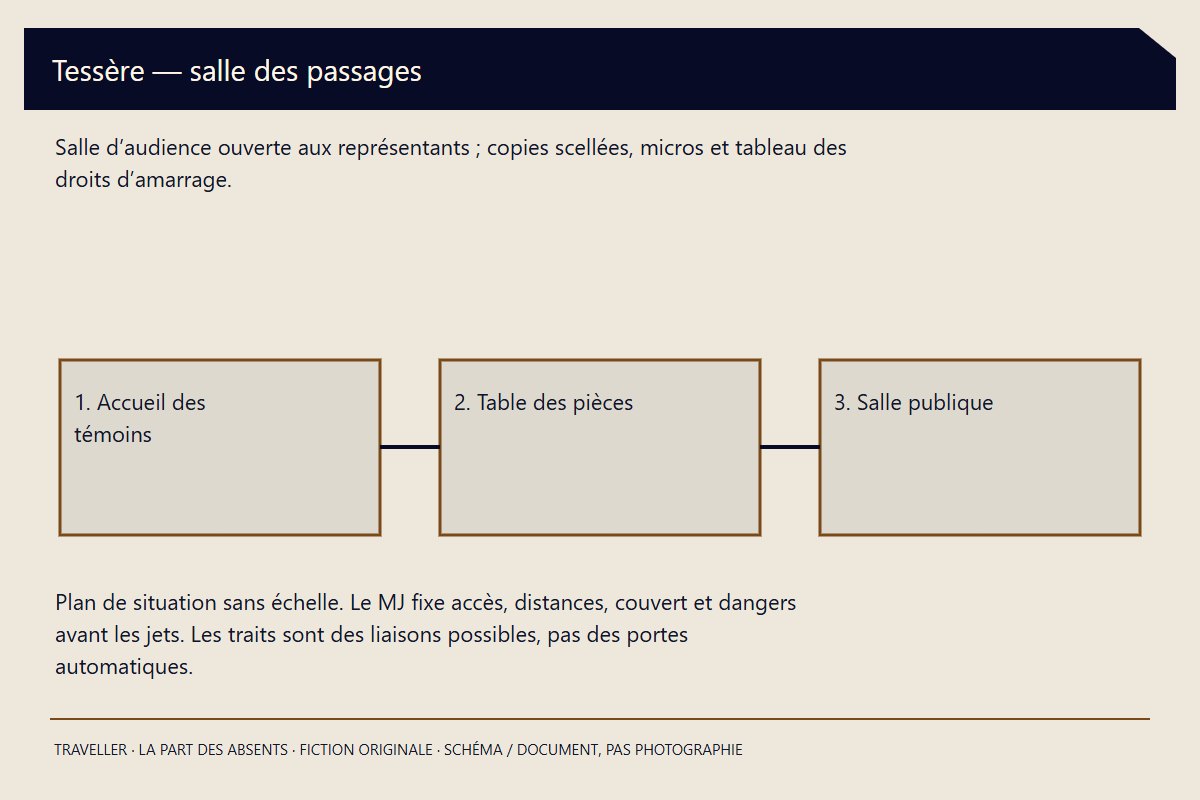 Tessère — salle des passages
Salle d’audience ouverte aux représentants ; copies scellées, micros et tableau des
droits d’amarrage.
1. Accueil des
témoins
2. Table des pièces
3. Salle publique
Plan de situation sans échelle. Le MJ fixe accès, distances, couvert et dangers
avant les jets. Les traits sont des liaisons possibles, pas des portes
automatiques.
TRAVELLER · LA PART DES ABSENTS · FICTION ORIGINALE · SCHÉMA / DOCUMENT, PAS PHOTOGRAPHIE